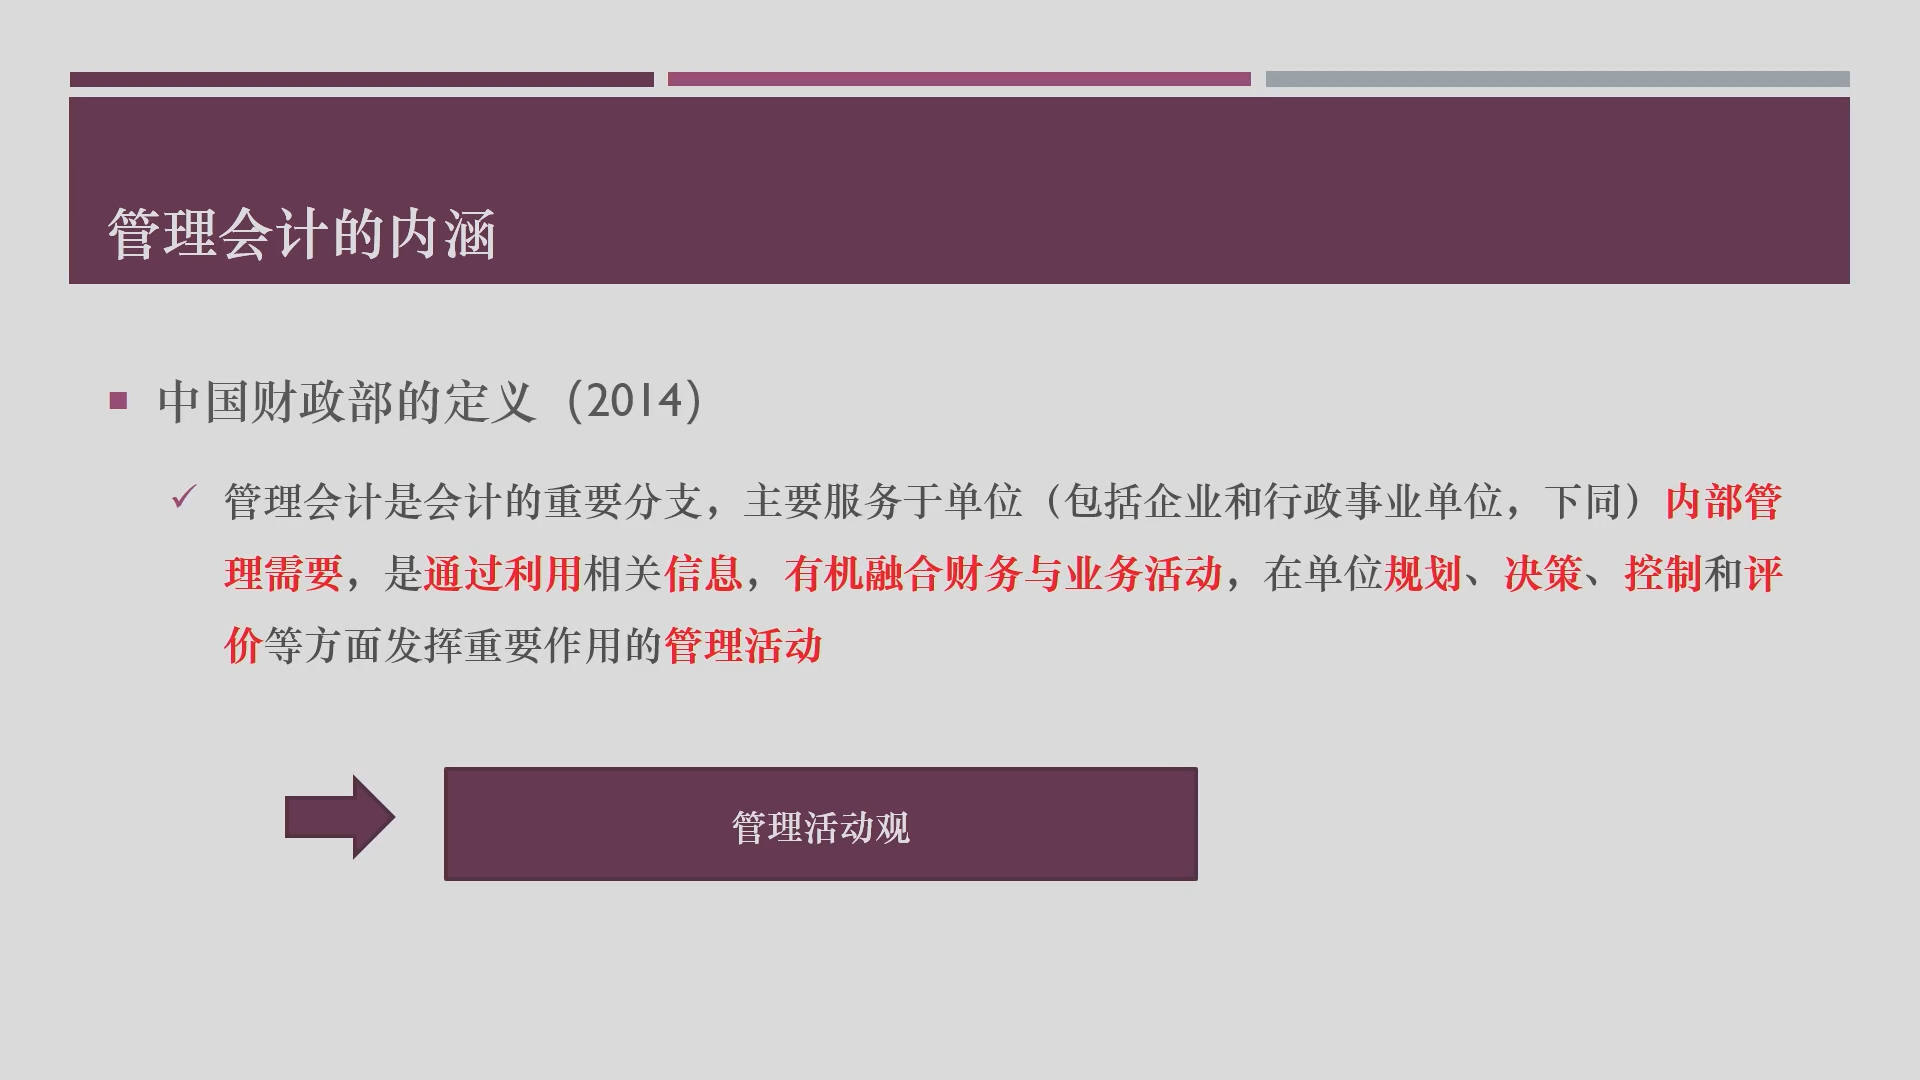 管理会计的内涵
中国财政部的定义（2014）
管理会计是会计的重要分支，主要服务于单位（包括企业和行政事业单位，下同）内部管
理需要，是通过利用相关信息，有机融合财务与业务活动，在单位规划、决策、控制和评
价等方面发挥重要作用的管理活动
管理活动观